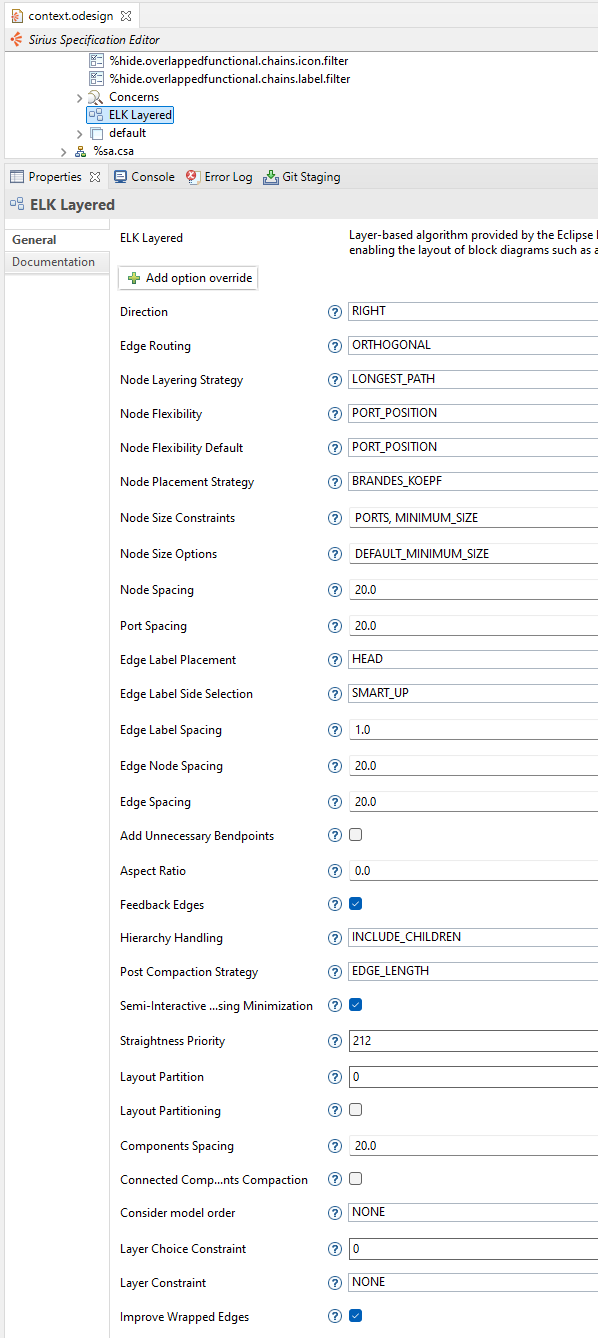 context.odesign
Sirius Specification Editor
%hide.overlappedfunctional.chains.icon.filter
%hide.overlappedfunctional.chains.label.filter
Concerns
ELK Layered
default
%sa.csa
Properties Console Error Log Git Staging
ELK Layered
General
Documentation
ELK Layered
Layer-based algorithm provided by the Eclipse
enabling the layout of block diagrams such as
Add option override
Direction RIGHT
Edge Routing ORTHOGONAL
Node Layering Strategy LONGEST_PATH
Node Flexibility PORT_POSITION
Node Flexibility Default PORT_POSITION
Node Placement Strategy BRANDES_KOEPF
Node Size Constraints PORTS, MINIMUM_SIZE
Node Size Options DEFAULT_MINIMUM_SIZE
Node Spacing 20.0
Port Spacing 20.0
Edge Label Placement HEAD
Edge Label Side Selection SMART_UP
Edge Label Spacing 1.0
Edge Node Spacing 20.0
Edge Spacing 20.0
Add Unnecessary Bendpoints
Aspect Ratio 0.0
Feedback Edges
Hierarchy Handling INCLUDE_CHILDREN
Post Compaction Strategy EDGE_LENGTH
Semi-Interactive ...sing Minimization
Straightness Priority 212
Layout Partition 0
Layout Partitioning
Components Spacing 20.0
Connected Comp...nts Compaction
Consider model order NONE
Layer Choice Constraint 0
Layer Constraint NONE
Improve Wrapped Edges